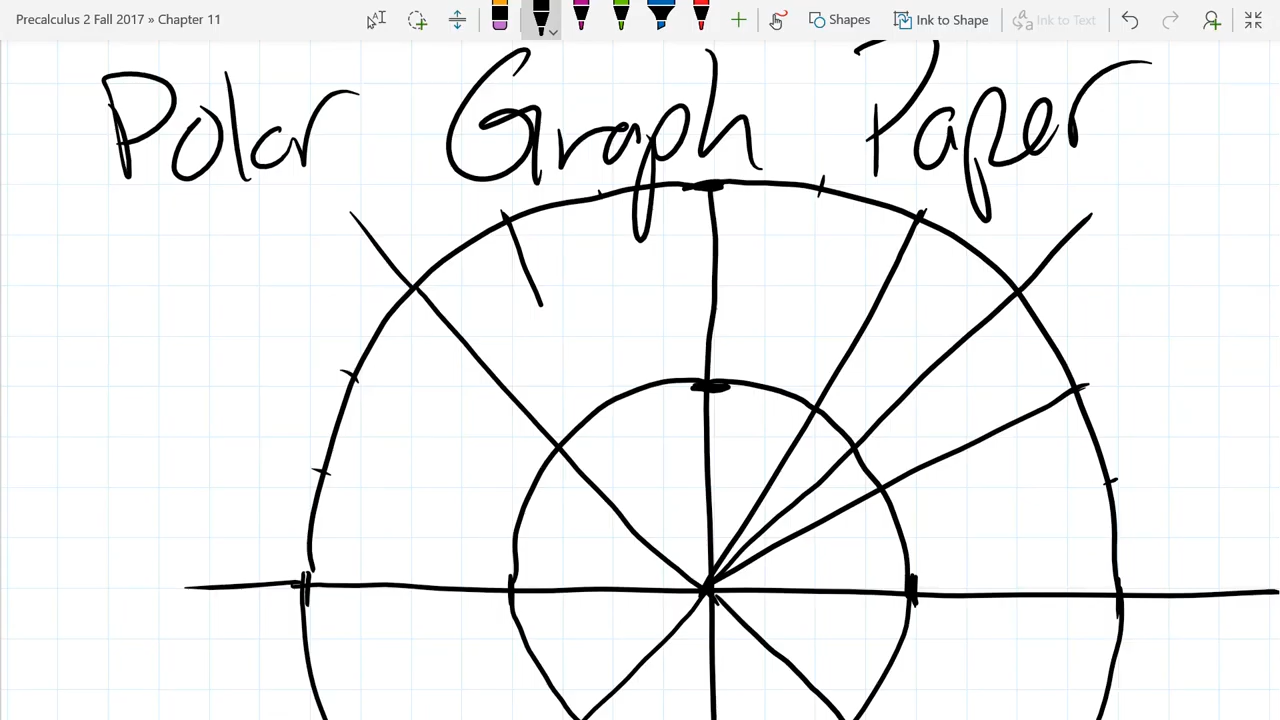 Precalculus 2 Fall 2017 » Chapter 11
Shapes
Ink to Shape
Ink to Text
Polar Graph Paper